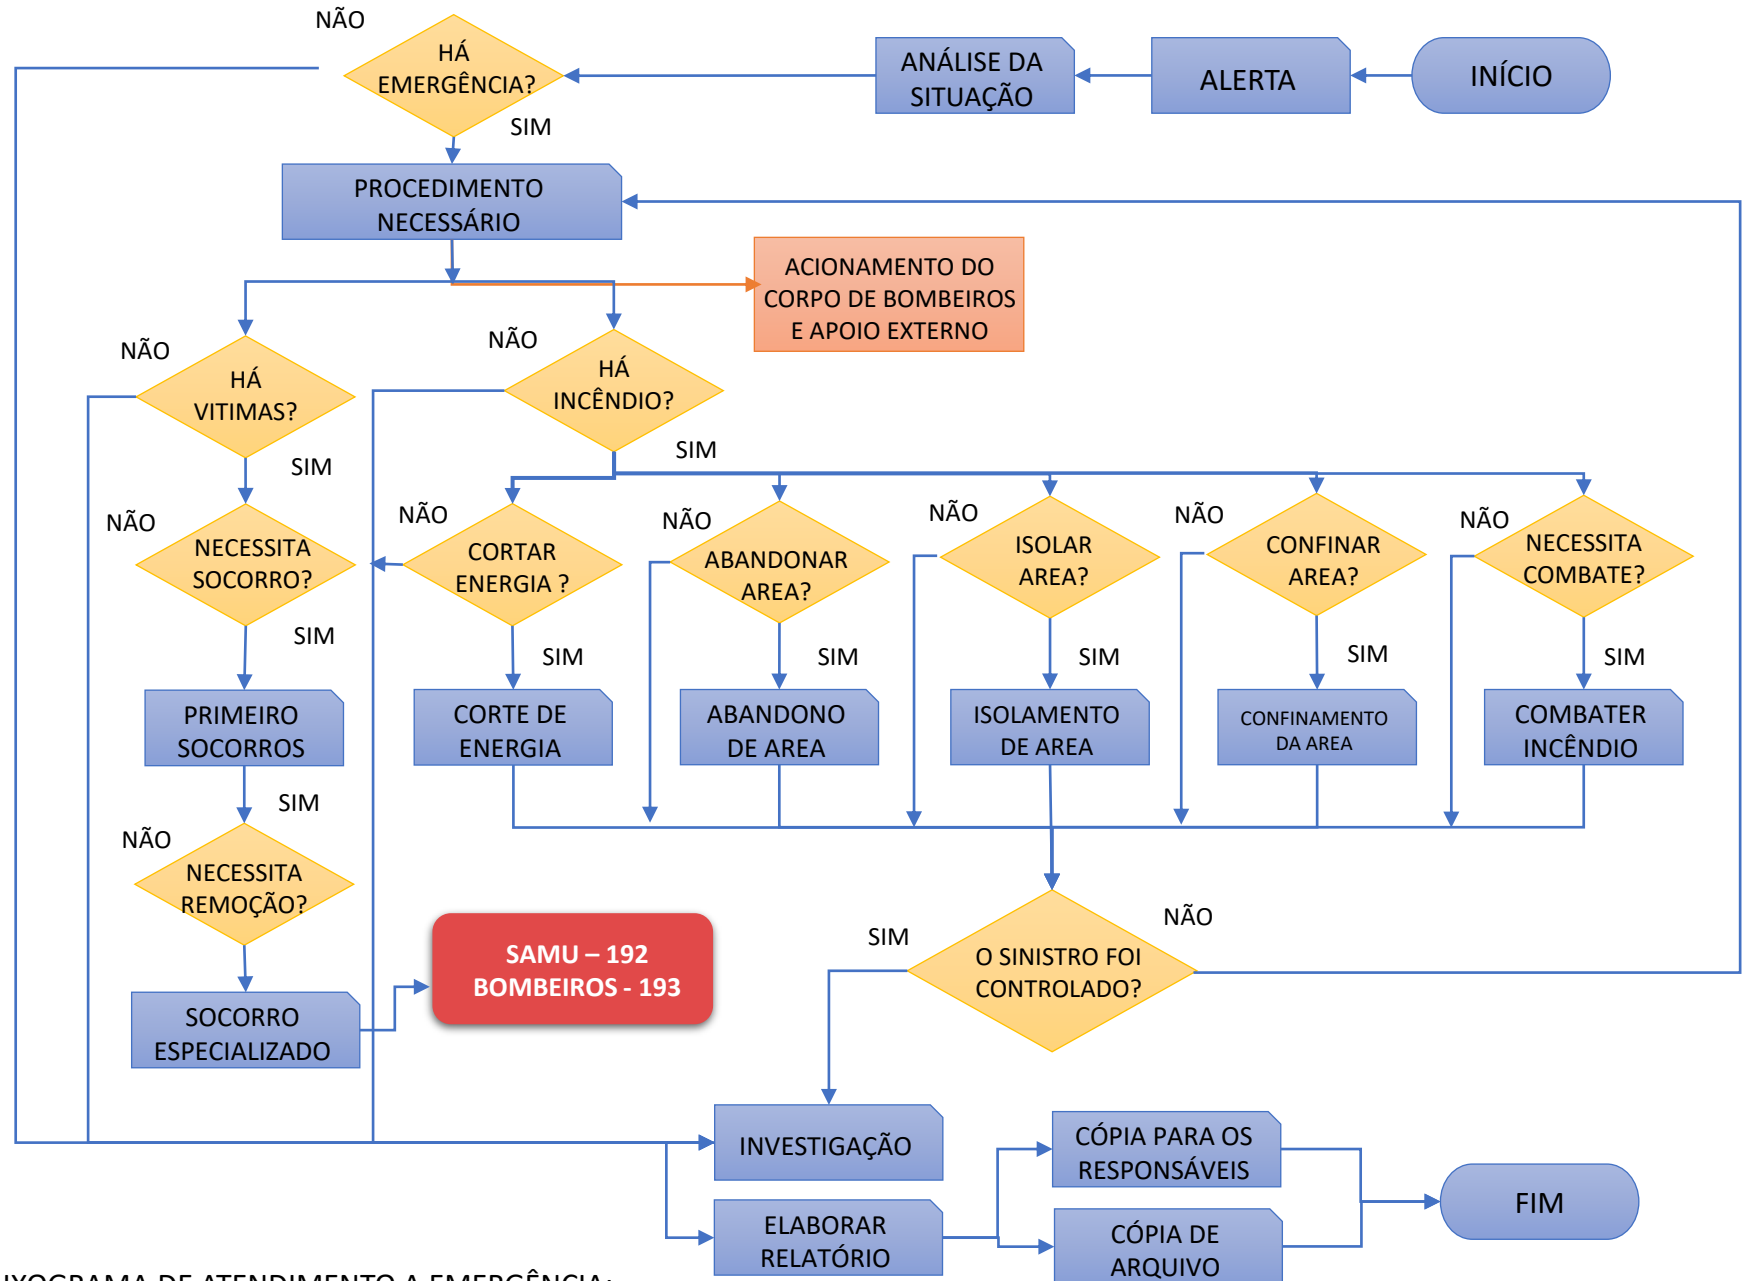 NÃO
HÁ
EMERGÊNCIA?
ANÁLISE DA
SITUAÇÃO
ALERTA
INÍCIO
SIM
PROCEDIMENTO
NECESSÁRIO
ACIONAMENTO DO
CORPO DE BOMBEIROS
E APOIO EXTERNO
NÃO
HÁ
VITIMAS?
NÃO
HÁ
INCÊNDIO?
SIM
SIM
NÃO
NECESSITA
SOCORRO?
NÃO
CORTAR
ENERGIA ?
NÃO
ABANDONAR
AREA?
NÃO
ISOLAR
AREA?
NÃO
CONFINAR
AREA?
NÃO
NECESSITA
COMBATE?
SIM
SIM
SIM
SIM
SIM
SIM
PRIMEIRO
SOCORROS
CORTE DE
ENERGIA
ABANDONO
DE AREA
ISOLAMENTO
DE AREA
CONFINAMENTO
DA AREA
COMBATER
INCÊNDIO
SIM
NÃO
NECESSITA
REMOÇÃO?
SAMU – 192
BOMBEIROS - 193
SIM
NÃO
O SINISTRO FOI
CONTROLADO?
SOCORRO
ESPECIALIZADO
INVESTIGAÇÃO
CÓPIA PARA OS
RESPONSÁVEIS
FIM
ELABORAR
RELATÓRIO
CÓPIA DE
ARQUIVO
UXOGRAMA DE ATENDIMENTO A EMERGÊNCIA: